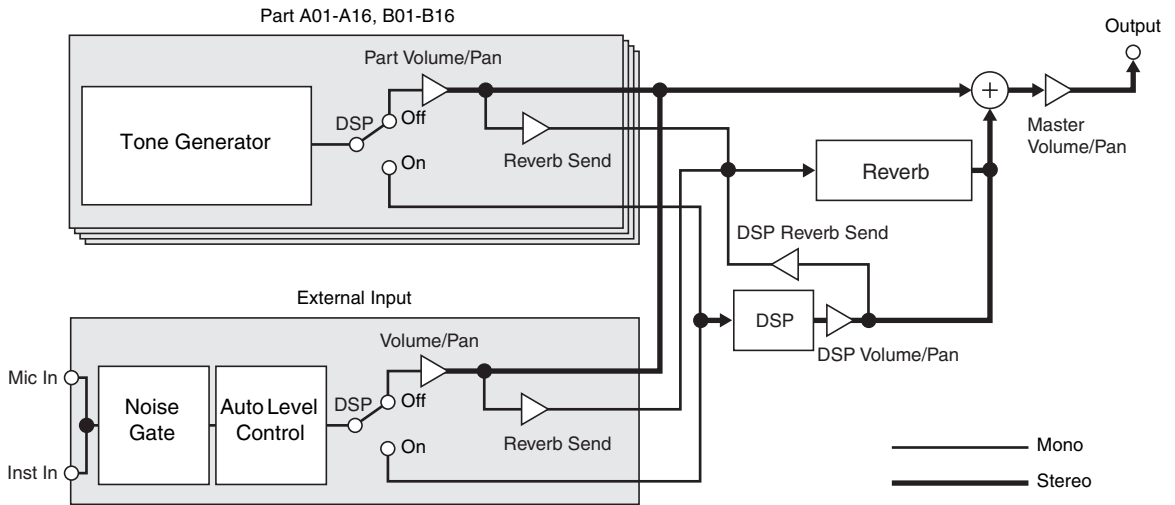 Part A01-A16, B01-B16
Output
Part Volume/Pan
Tone Generator
DSP
Off
On
Reverb Send
+
Master
Volume/Pan
Reverb
DSP Reverb Send
External Input
DSP
DSP Volume/Pan
Volume/Pan
Mic In
Inst In
Noise
Gate
Auto Level
Control
DSP
Off
On
Reverb Send
Mono
Stereo